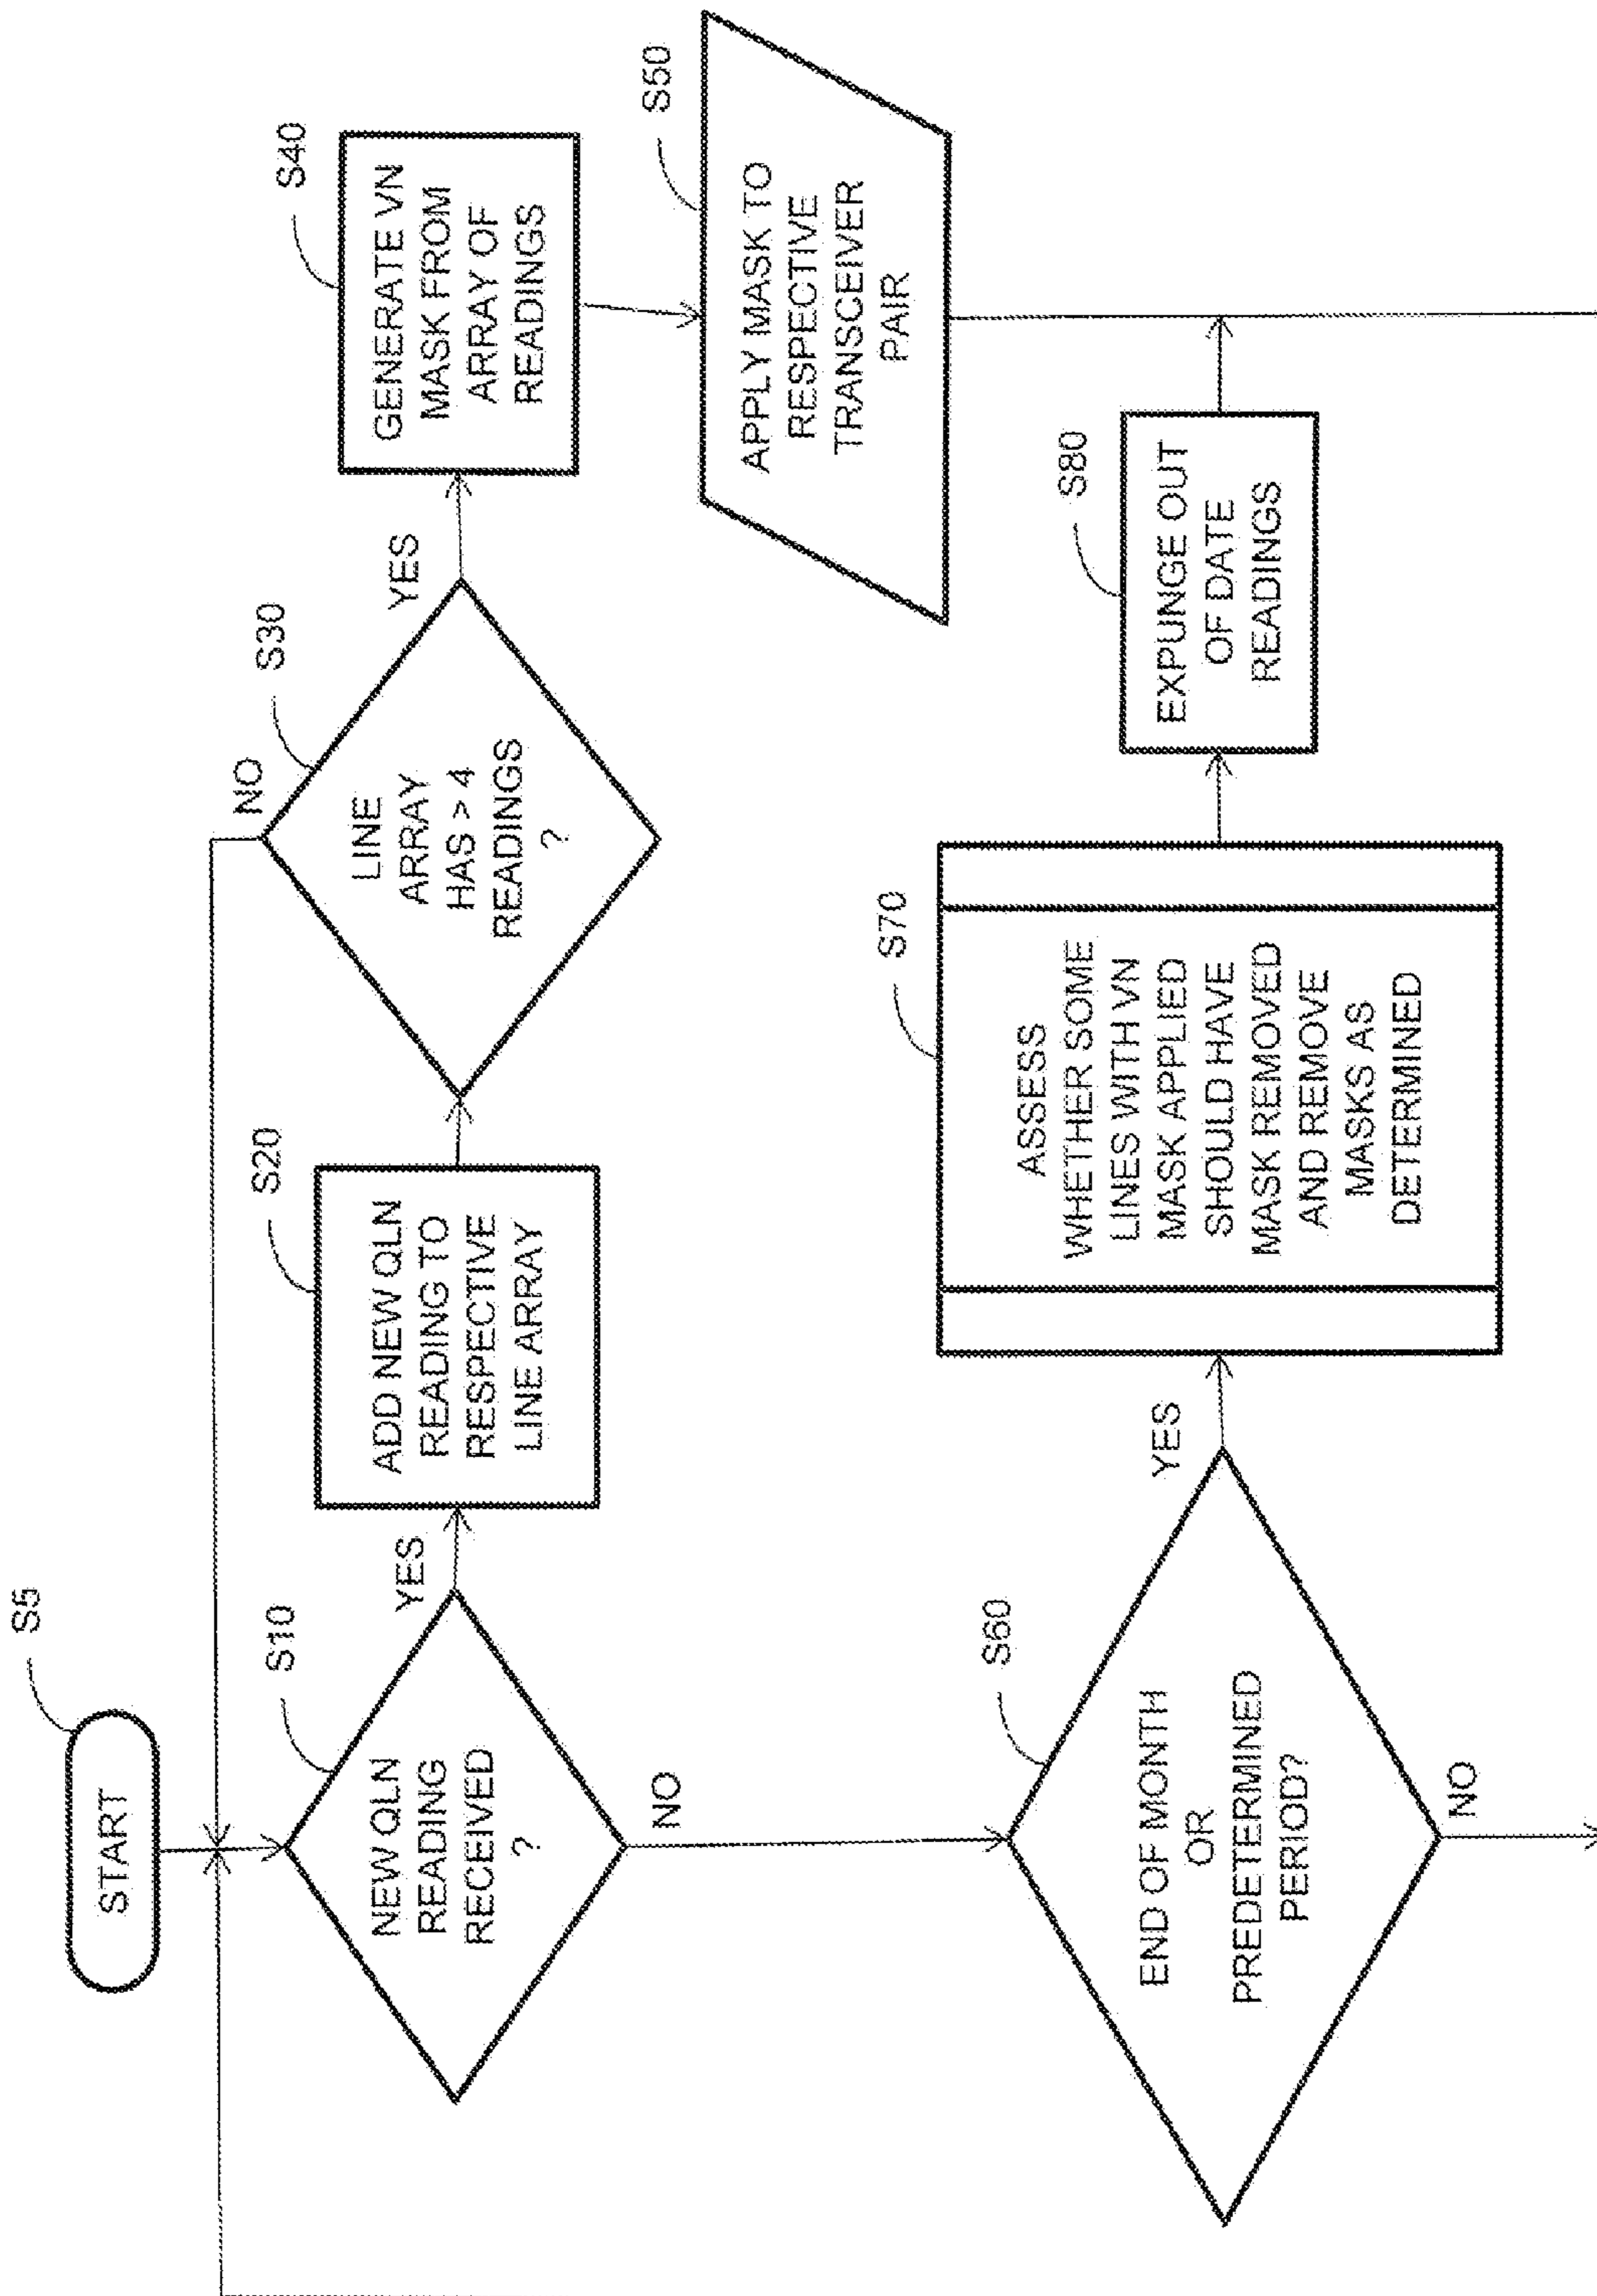 START
S5
NEW QLN
READING
RECEIVED
?
S10
YES
NO
ADD NEW QLN
READING TO
RESPECTIVE
LINE ARRAY
S20
LINE
ARRAY
HAS > 4
READINGS
?
S30
NO
YES
GENERATE VN
MASK FROM
ARRAY OF
READINGS
S40
APPLY MASK TO
RESPECTIVE
TRANSCEIVER
PAIR
S50
END OF MONTH
OR
PREDETERMINED
PERIOD?
S60
YES
NO
ASSESS
WHETHER SOME
LINES WITH VN
MASK APPLIED
SHOULD HAVE
MASK REMOVED
AND REMOVE
MASKS AS
DETERMINED
S70
EXPUNGE OUT
OF DATE
READINGS
S80